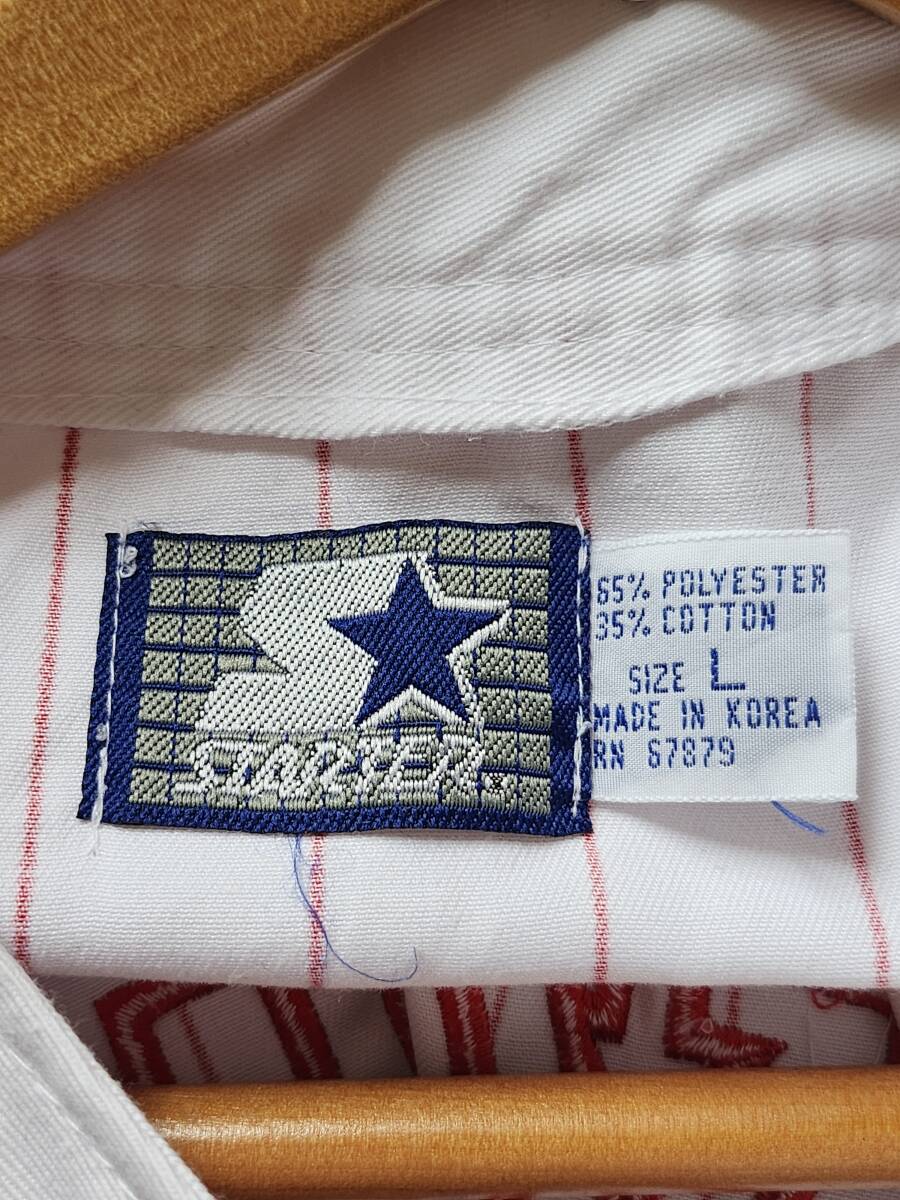 STARTER
65% POLYESTER
35% COTTON
SIZE L
MADE IN KOREA
RN 67879